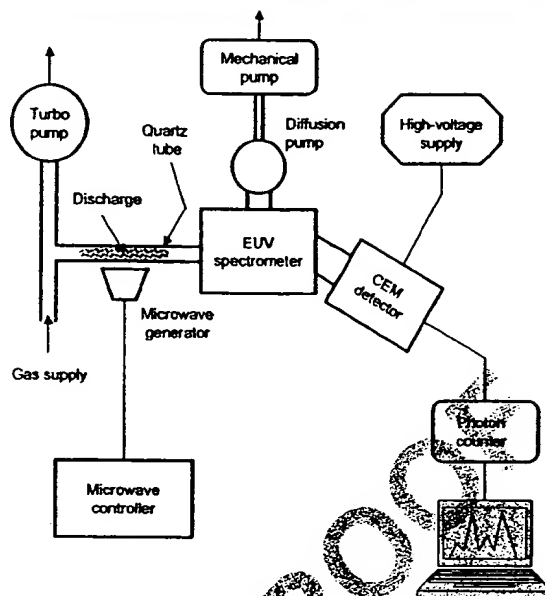 Mechanical
pump
Turbo
pump
Quartz
tube
Diffusion
pump
High-voltage
supply
Discharge
EUV
spectrometer
CEM
detector
Microwave
generator
Gas supply
Photon
counter
Microwave
controller